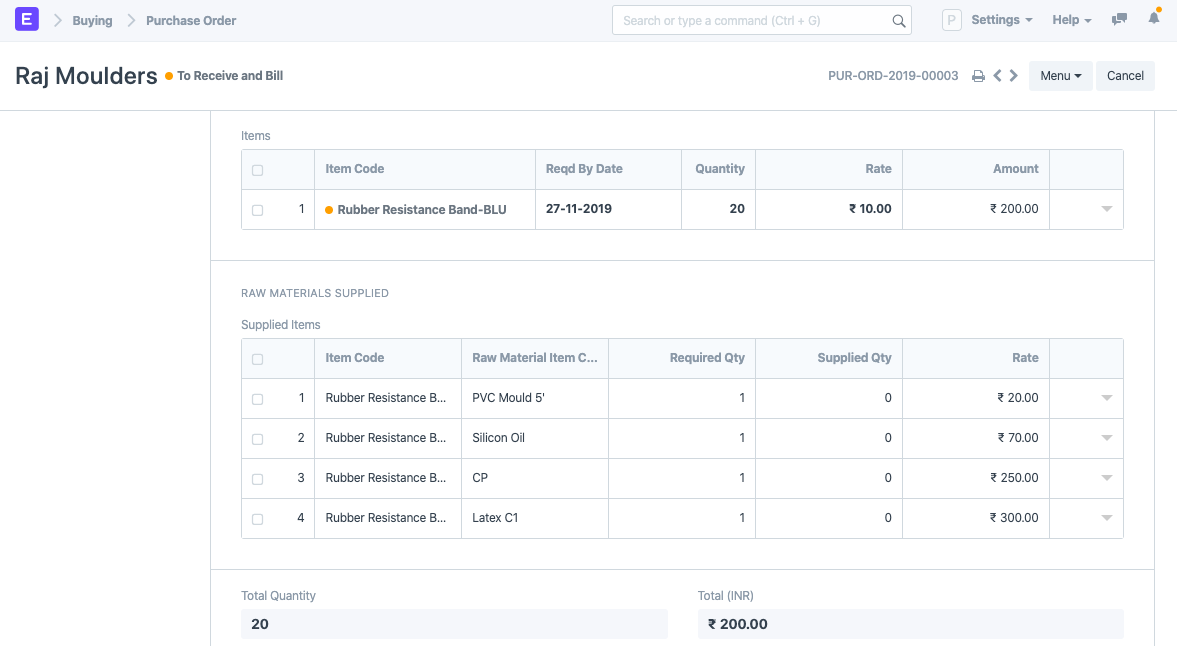 E Buying Purchase Order Search or type a command (Ctrl + G) P Settings Help
Raj Moulders To Receive and Bill PUR-ORD-2019-00003 Menu Cancel
Items
Item Code Reqd By Date Quantity Rate Amount
1 Rubber Resistance Band-BLU 27-11-2019 20 ₹ 10.00 ₹ 200.00
RAW MATERIALS SUPPLIED
Supplied Items
Item Code Raw Material Item C... Required Qty Supplied Qty Rate
1 Rubber Resistance B... PVC Mould 5' 1 0 ₹ 20.00
2 Rubber Resistance B... Silicon Oil 1 0 ₹ 70.00
3 Rubber Resistance B... CP 1 0 ₹ 250.00
4 Rubber Resistance B... Latex C1 1 0 ₹ 300.00
Total Quantity Total (INR)
20 ₹ 200.00